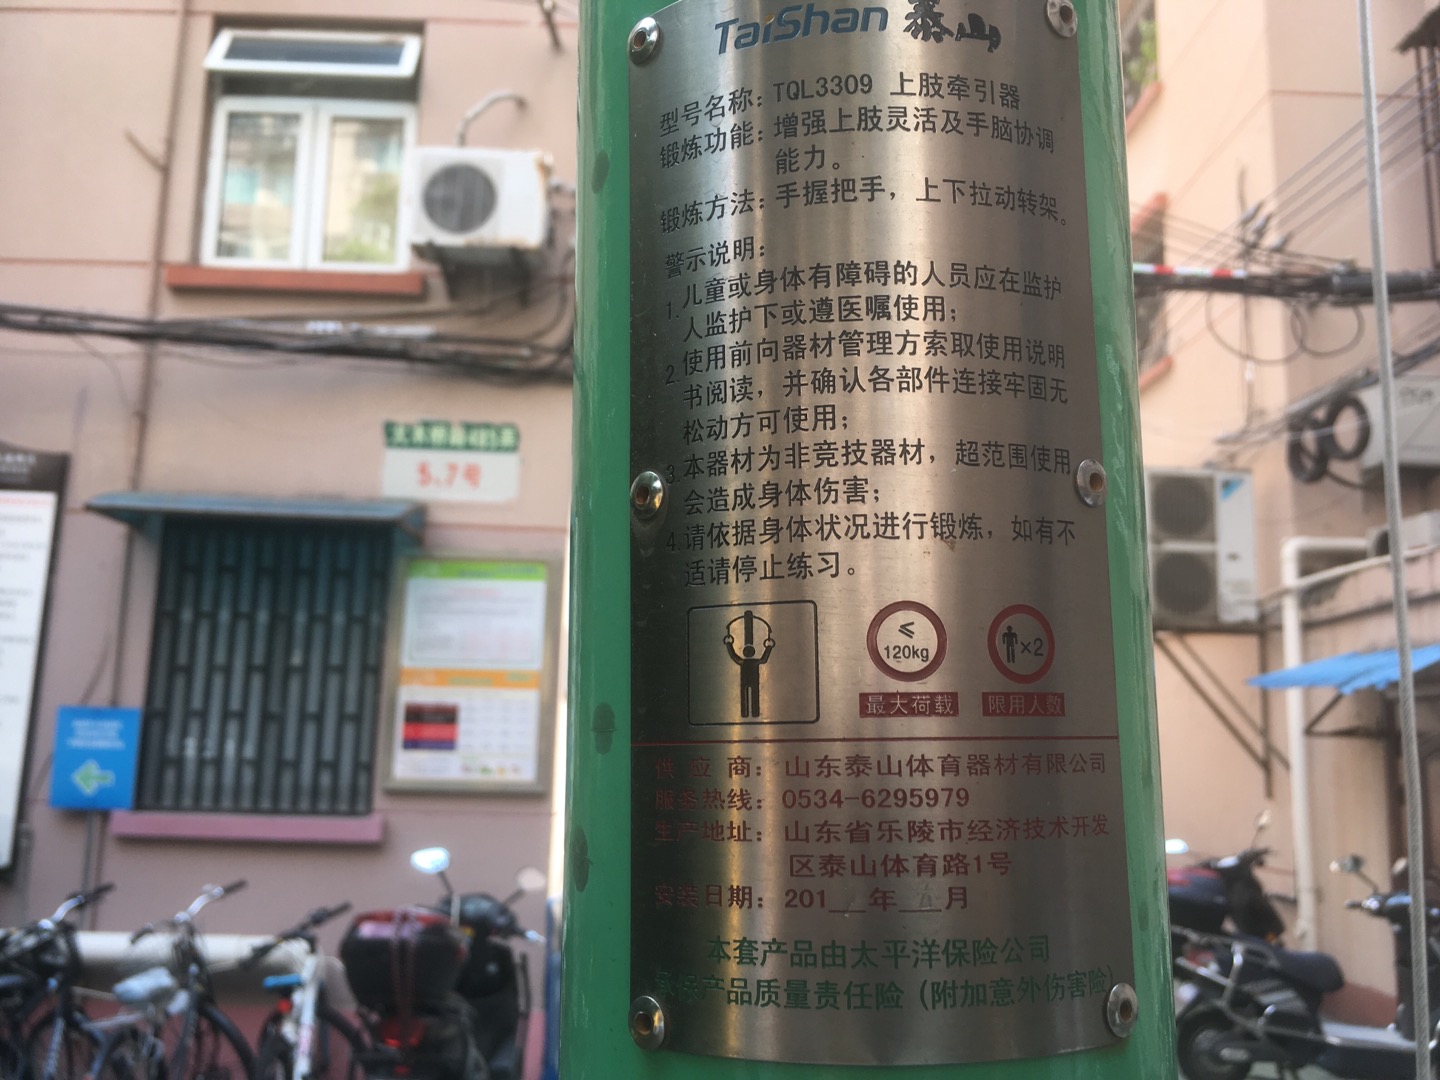 TaiShan 泰山
型号名称：TQL3309 上肢牵引器
锻炼功能：增强上肢灵活及手脑协调
能力。
锻炼方法：手握把手，上下拉动转架。
警示说明：
1.儿童或身体有障碍的人员应在监护
人监护下或遵医嘱使用；
2.使用前向器材管理方索取使用说明
书阅读，并确认各部件连接牢固无
松动方可使用；
3.本器材为非竞技器材，超范围使用
会造成身体伤害；
4.请依据身体状况进行锻炼，如有不
适请停止练习。
≤
120kg
×2
最大荷载
限用人数
供应商：山东泰山体育器材有限公司
服务热线：0534-6295979
生产地址：山东省乐陵市经济技术开发
区泰山体育路1号
安装日期：201__年___月
本套产品由太平洋保险公司
产品质量责任险（附加意外伤害险）
5.7号